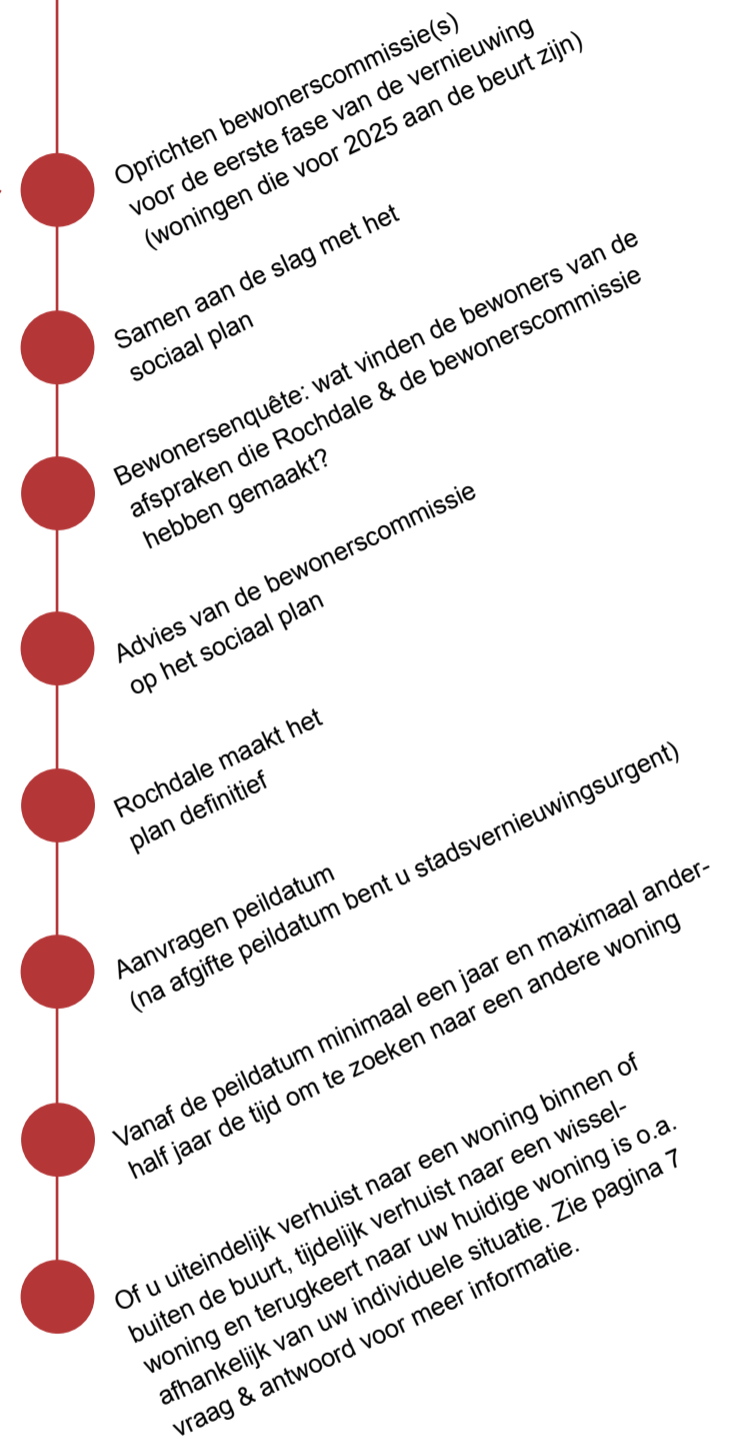 Oprichten bewonerscommissie(s)
voor de eerste fase van de vernieuwing
(woningen die voor 2025 aan de beurt zijn)
Samen aan de slag met het
sociaal plan
Bewonersenquête: wat vinden de bewoners van de
afspraken die Rochdale & de bewonerscommissie
hebben gemaakt?
Advies van de bewonerscommissie
op het sociaal plan
Rochdale maakt het
plan definitief
Aanvragen peildatum
(na afgifte peildatum bent u stadsvernieuwingsurgent)
Vanaf de peildatum minimaal een jaar en maximaal ander-
half jaar de tijd om te zoeken naar een andere woning
Of u uiteindelijk verhuist naar een woning binnen of
buiten de buurt, tijdelijk verhuist naar een wissel-
woning en terugkeert naar uw huidige woning is o.a.
afhankelijk van uw individuele situatie. Zie pagina 7
vraag & antwoord voor meer informatie.